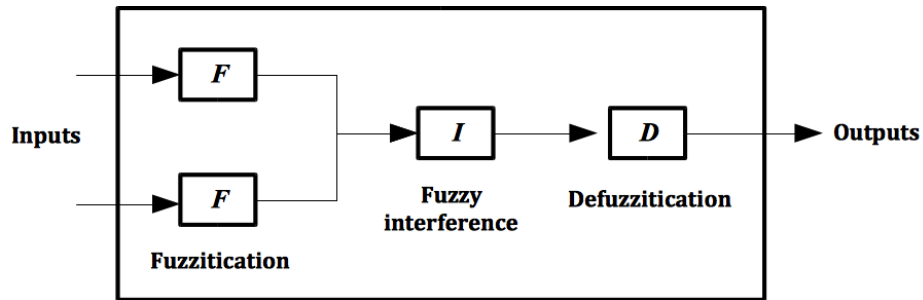 F
Inputs
I
D
Outputs
F
Fuzzy
interference
Defuzzitication
Fuzzitication